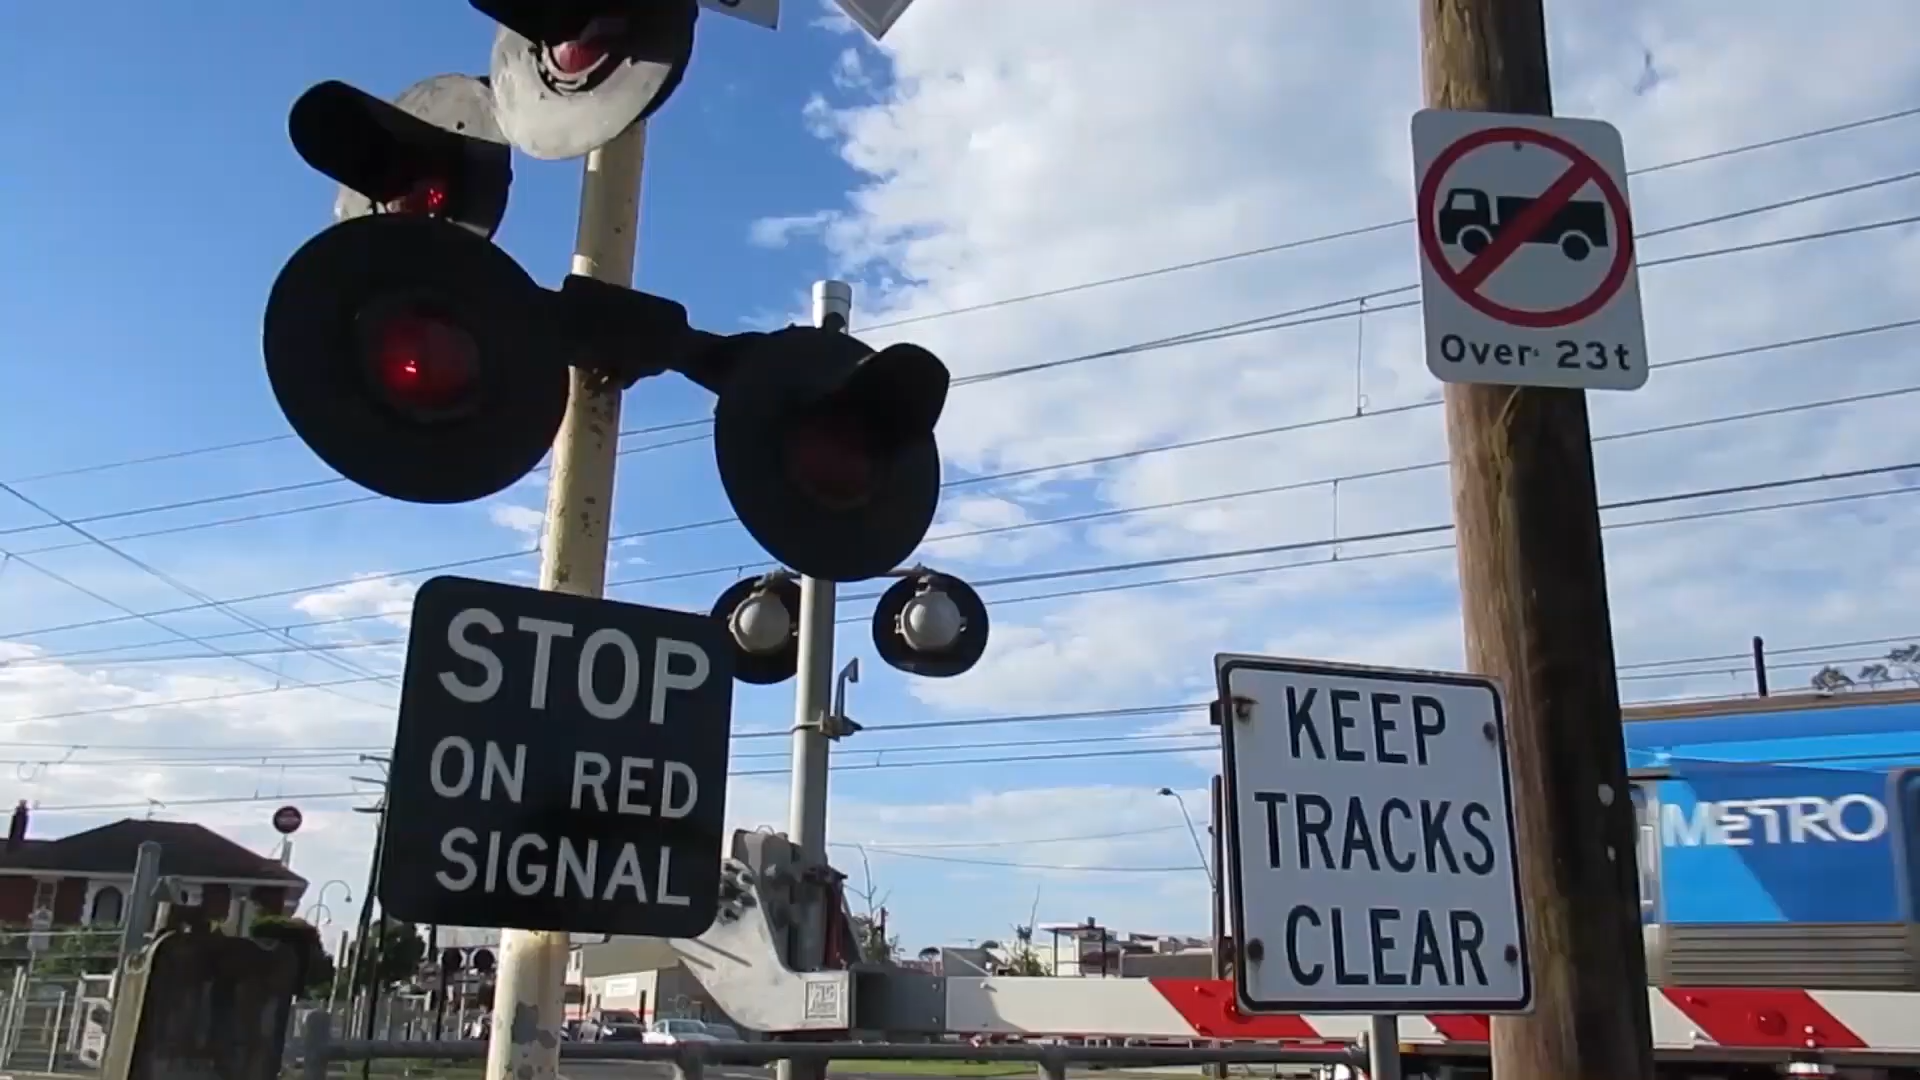 Over 23t
STOP
ON RED
SIGNAL
KEEP
TRACKS
CLEAR
METRO